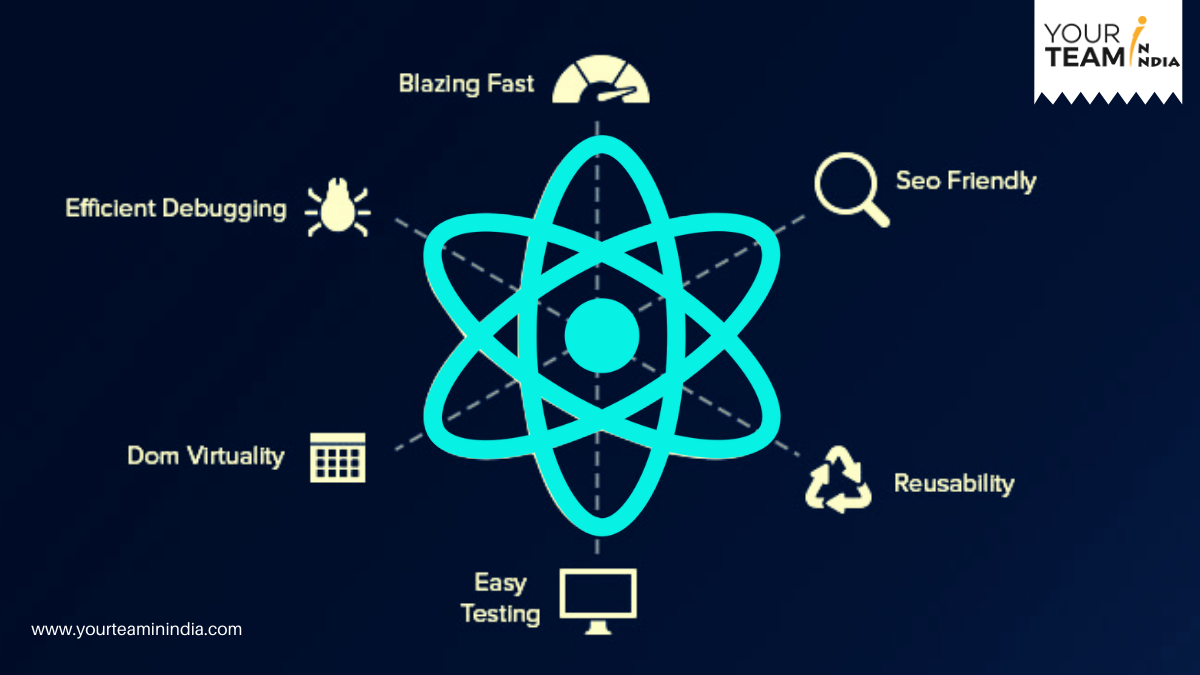 YOUR
TEAM iN
INDIA
Blazing Fast
Seo Friendly
Efficient Debugging
Dom Virtuality
Reusability
Easy
Testing
www.yourteaminindia.com